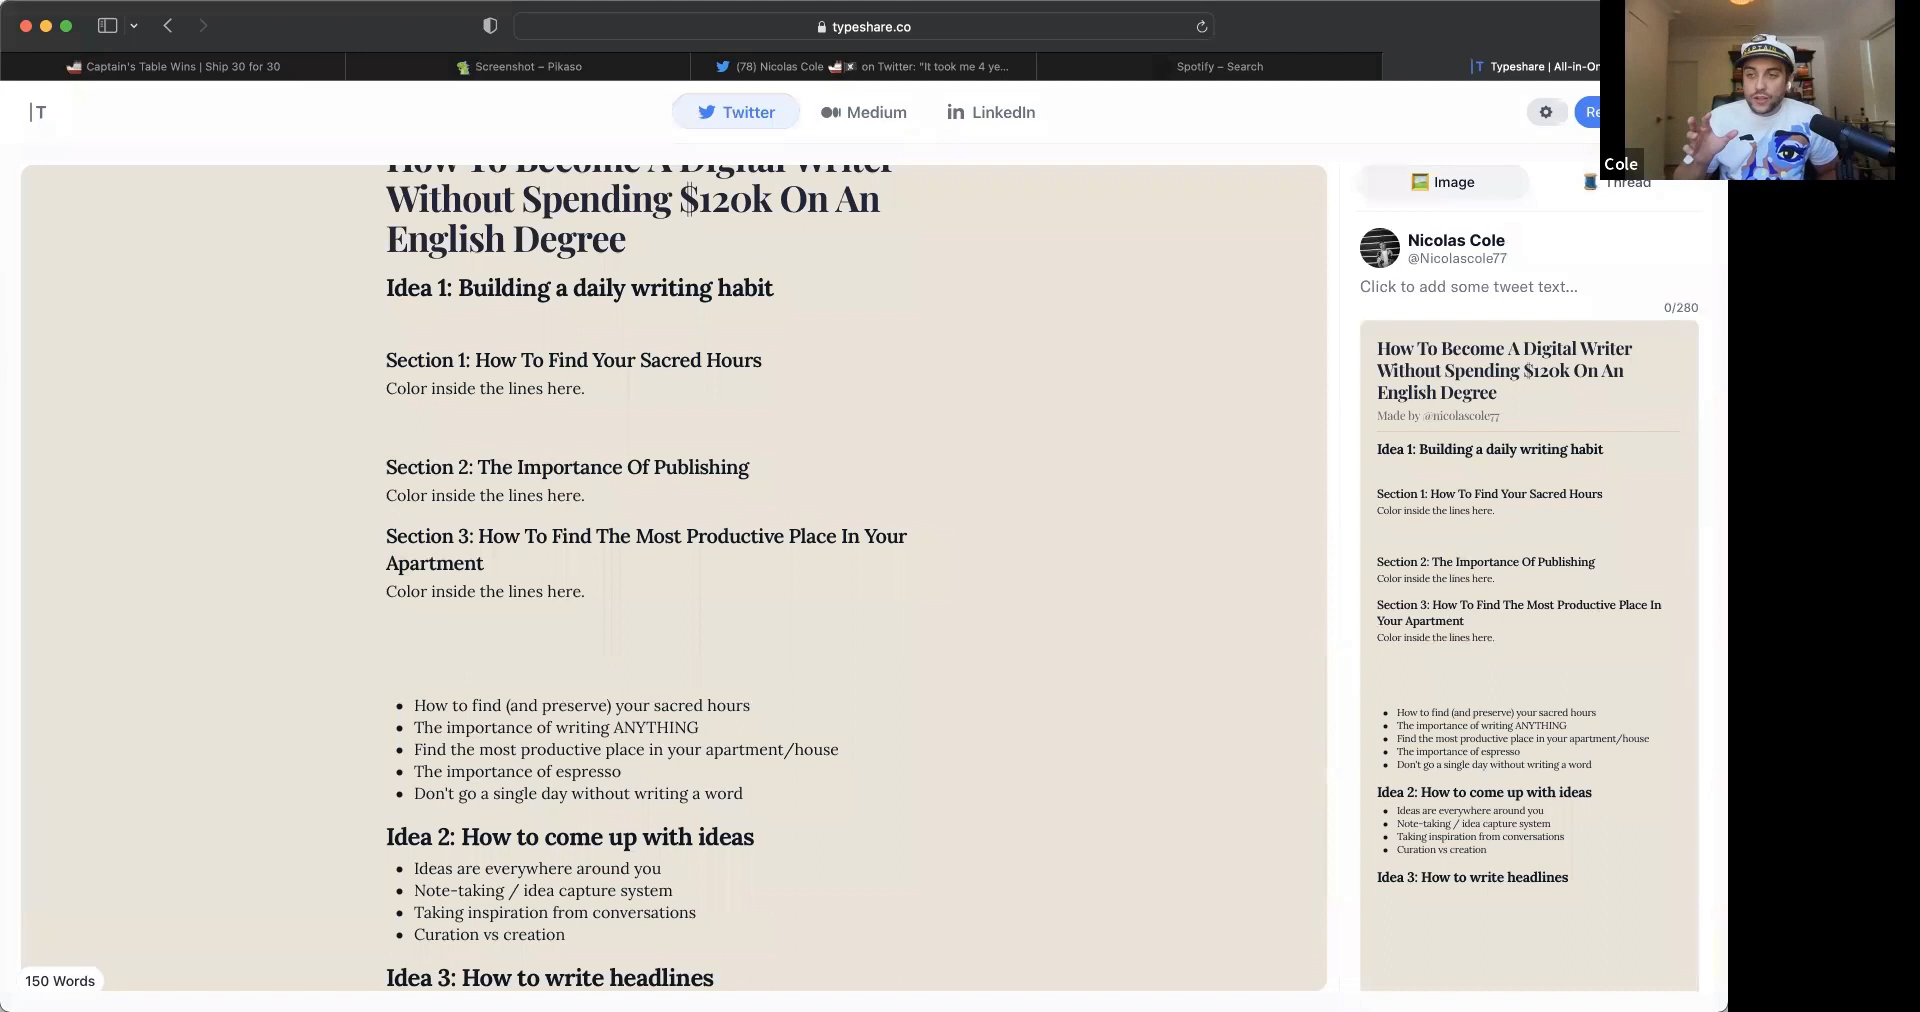 typeshare.co
Captain's Table Wins | Ship 30 for 30
Screenshot – Pikaso
(78) Nicolas Cole on Twitter: "It took me 4 ye...
Spotify – Search
Typeshare | All-in-On
|T
Twitter
Medium
LinkedIn
Re
CAPTAIN
Cole
How To Become A Digital Writer
Without Spending $120k On An
English Degree
Idea 1: Building a daily writing habit
Section 1: How To Find Your Sacred Hours
Color inside the lines here.
Section 2: The Importance Of Publishing
Color inside the lines here.
Section 3: How To Find The Most Productive Place In Your
Apartment
Color inside the lines here.
• How to find (and preserve) your sacred hours
• The importance of writing ANYTHING
• Find the most productive place in your apartment/house
• The importance of espresso
• Don't go a single day without writing a word
Idea 2: How to come up with ideas
• Ideas are everywhere around you
• Note-taking / idea capture system
• Taking inspiration from conversations
• Curation vs creation
Idea 3: How to write headlines
150 Words
Image
Thread
Nicolas Cole
@Nicolascole77
Click to add some tweet text...
0/280
How To Become A Digital Writer
Without Spending $120k On An
English Degree
Made by @nicolascole77
Idea 1: Building a daily writing habit
Section 1: How To Find Your Sacred Hours
Color inside the lines here.
Section 2: The Importance Of Publishing
Color inside the lines here.
Section 3: How To Find The Most Productive Place In
Your Apartment
Color inside the lines here.
• How to find (and preserve) your sacred hours
• The importance of writing ANYTHING
• Find the most productive place in your apartment/house
• The importance of espresso
• Don't go a single day without writing a word
Idea 2: How to come up with ideas
• Ideas are everywhere around you
• Note-taking / idea capture system
• Taking inspiration from conversations
• Curation vs creation
Idea 3: How to write headlines